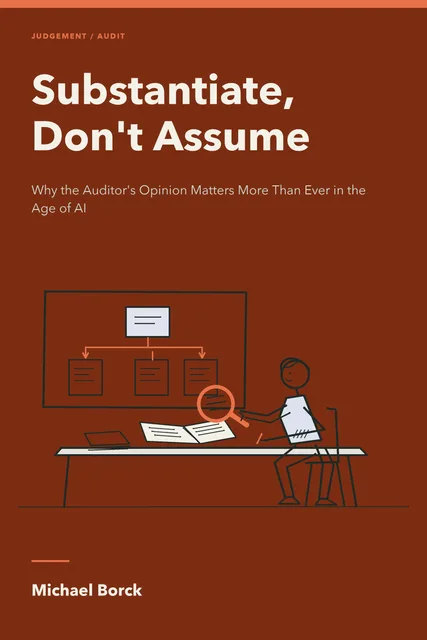 JUDGEMENT / AUDIT
Substantiate,
Don't Assume
Why the Auditor's Opinion Matters More Than Ever in the
Age of AI
Michael Borck